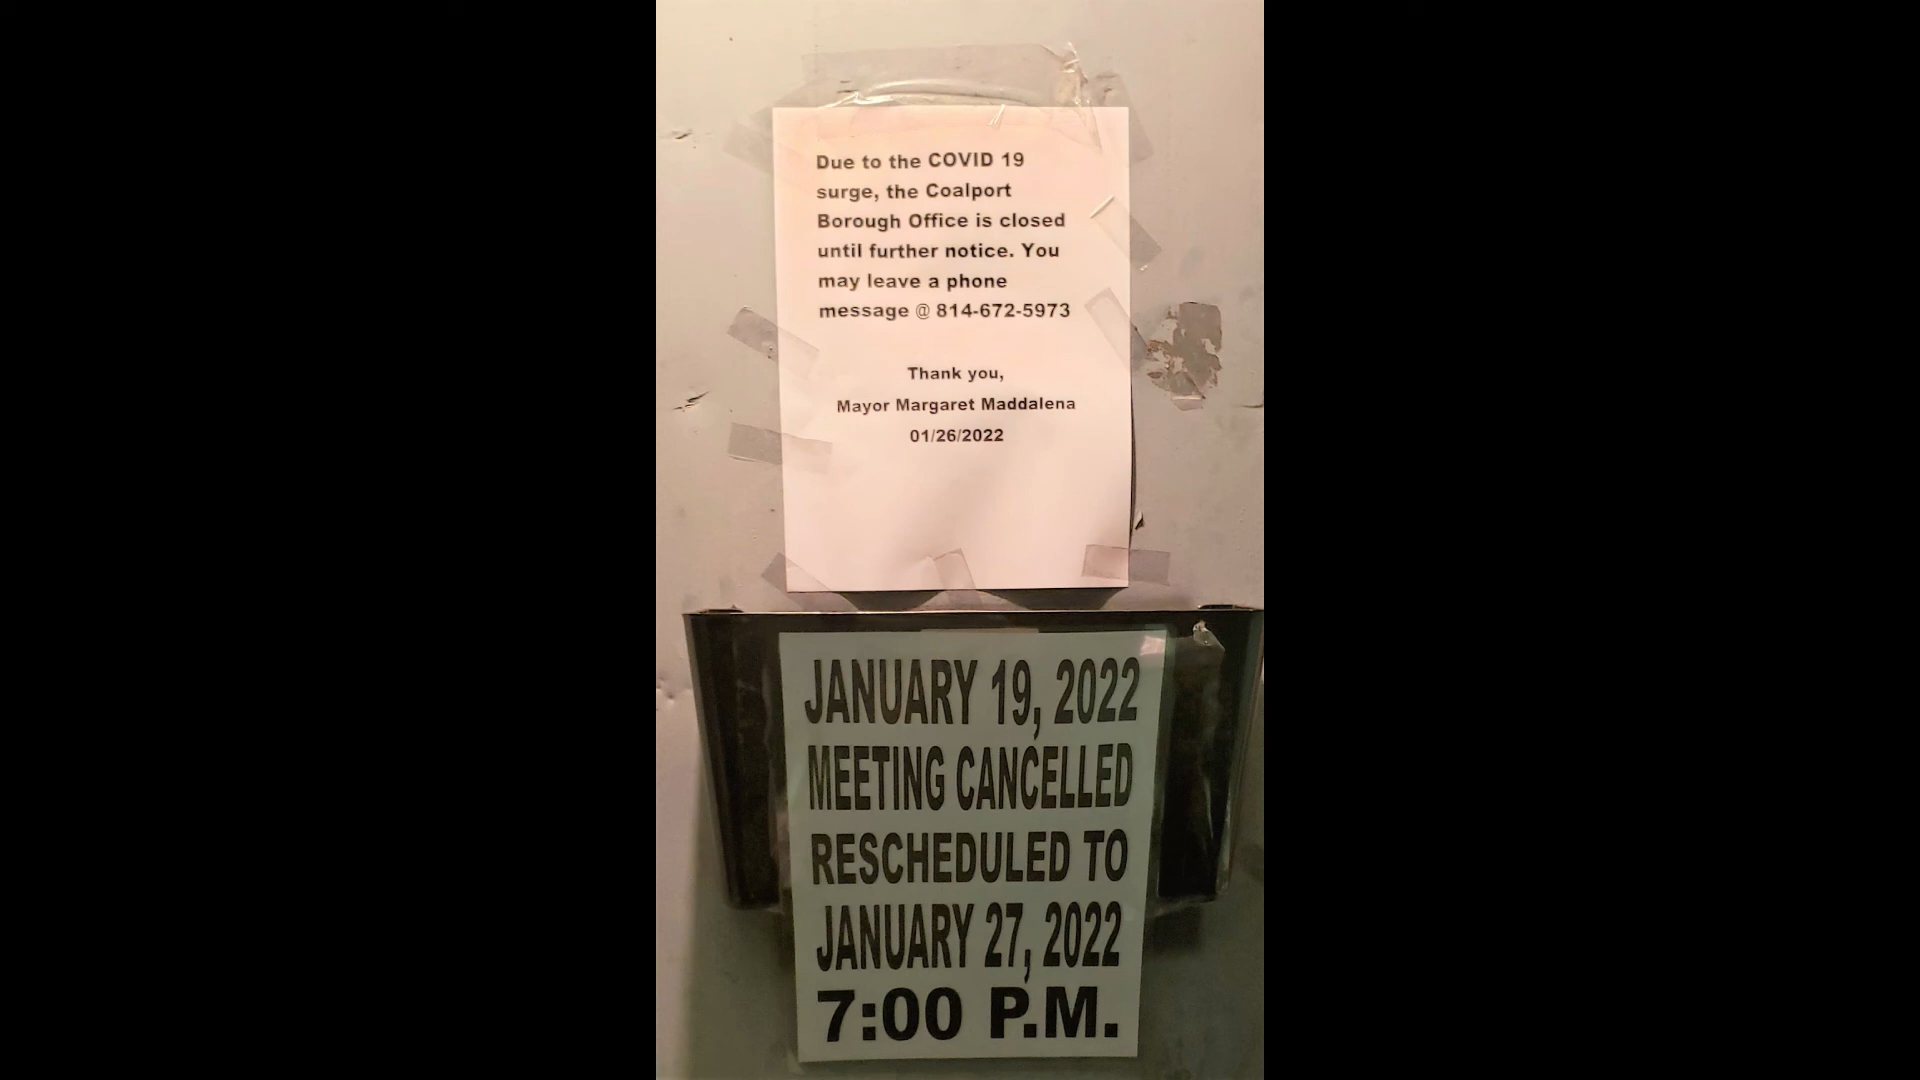 Due to the COVID 19
surge, the Coalport
Borough Office is closed
until further notice. You
may leave a phone
message @ 814-672-5973
Thank you,
Mayor Margaret Maddalena
01/26/2022
JANUARY 19, 2022
MEETING CANCELLED
RESCHEDULED TO
JANUARY 27, 2022
7:00 P.M.